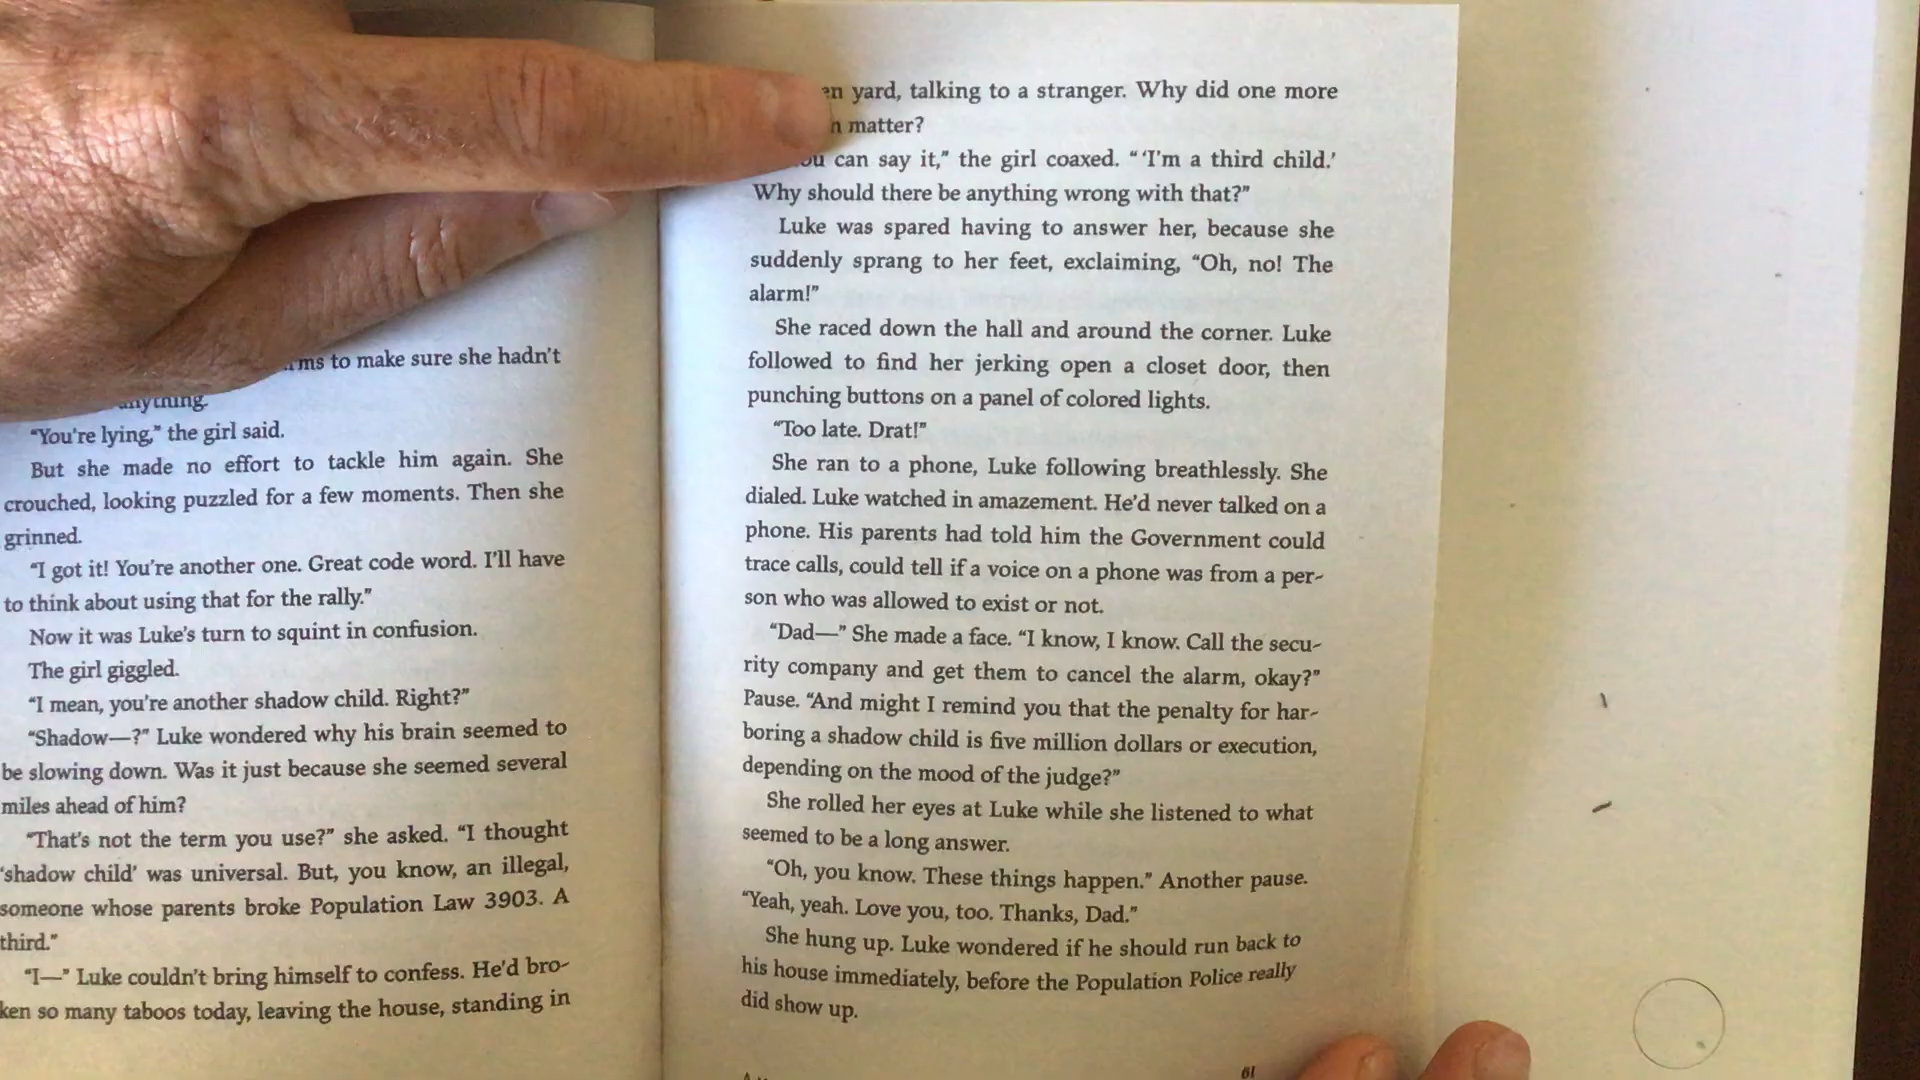 to make sure she hadn't
anything.
“You're lying,” the girl said.
But she made no effort to tackle him again. She
crouched, looking puzzled for a few moments. Then she
grinned.
“I got it! You're another one. Great code word. I'll have
to think about using that for the rally.”
Now it was Luke's turn to squint in confusion.
The girl giggled.
“I mean, you're another shadow child. Right?”
“Shadow—?” Luke wondered why his brain seemed to
be slowing down. Was it just because she seemed several
miles ahead of him?
“That's not the term you use?” she asked. “I thought
‘shadow child’ was universal. But, you know, an illegal,
someone whose parents broke Population Law 3903. A
third.”
“I—” Luke couldn't bring himself to confess. He'd bro-
ken so many taboos today, leaving the house, standing in
yard, talking to a stranger. Why did one more
matter?
can say it,” the girl coaxed. “‘I'm a third child.’
Why should there be anything wrong with that?”
Luke was spared having to answer her, because she
suddenly sprang to her feet, exclaiming, “Oh, no! The
alarm!”
She raced down the hall and around the corner. Luke
followed to find her jerking open a closet door, then
punching buttons on a panel of colored lights.
“Too late. Drat!”
She ran to a phone, Luke following breathlessly. She
dialed. Luke watched in amazement. He'd never talked on a
phone. His parents had told him the Government could
trace calls, could tell if a voice on a phone was from a per-
son who was allowed to exist or not.
“Dad—” She made a face. “I know, I know. Call the secu-
rity company and get them to cancel the alarm, okay?”
Pause. “And might I remind you that the penalty for har-
boring a shadow child is five million dollars or execution,
depending on the mood of the judge?”
She rolled her eyes at Luke while she listened to what
seemed to be a long answer.
“Oh, you know. These things happen.” Another pause.
“Yeah, yeah. Love you, too. Thanks, Dad.”
She hung up. Luke wondered if he should run back to
his house immediately, before the Population Police really
did show up.
61